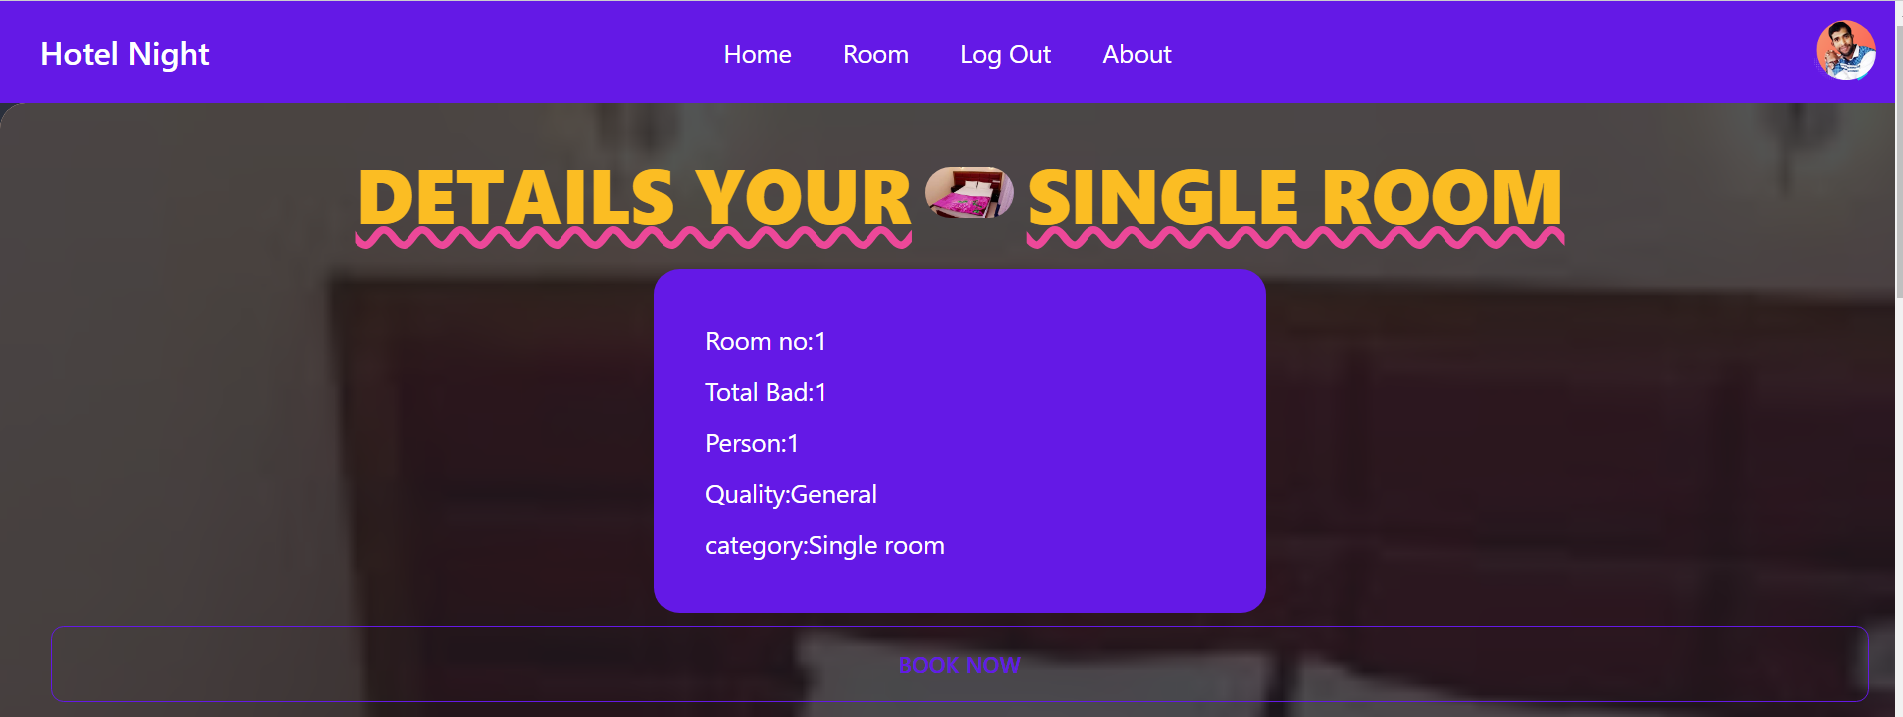 Hotel Night
Home Room Log Out About
DETAILS YOUR SINGLE ROOM
Room no:1
Total Bad:1
Person:1
Quality:General
category:Single room
BOOK NOW